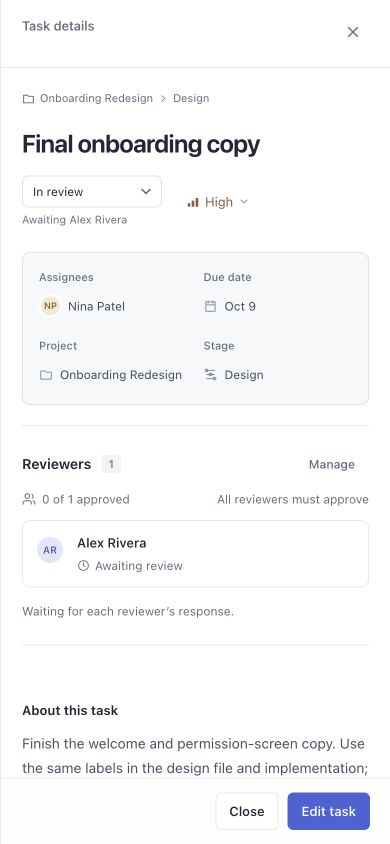 Task details
Onboarding Redesign > Design
Final onboarding copy
In review
High
Awaiting Alex Rivera
Assignees
Due date
NP Nina Patel
Oct 9
Project
Stage
Onboarding Redesign
Design
Reviewers 1
Manage
0 of 1 approved
All reviewers must approve
AR
Alex Rivera
Awaiting review
Waiting for each reviewer's response.
About this task
Finish the welcome and permission-screen copy. Use
the same labels in the design file and implementation;
Close
Edit task